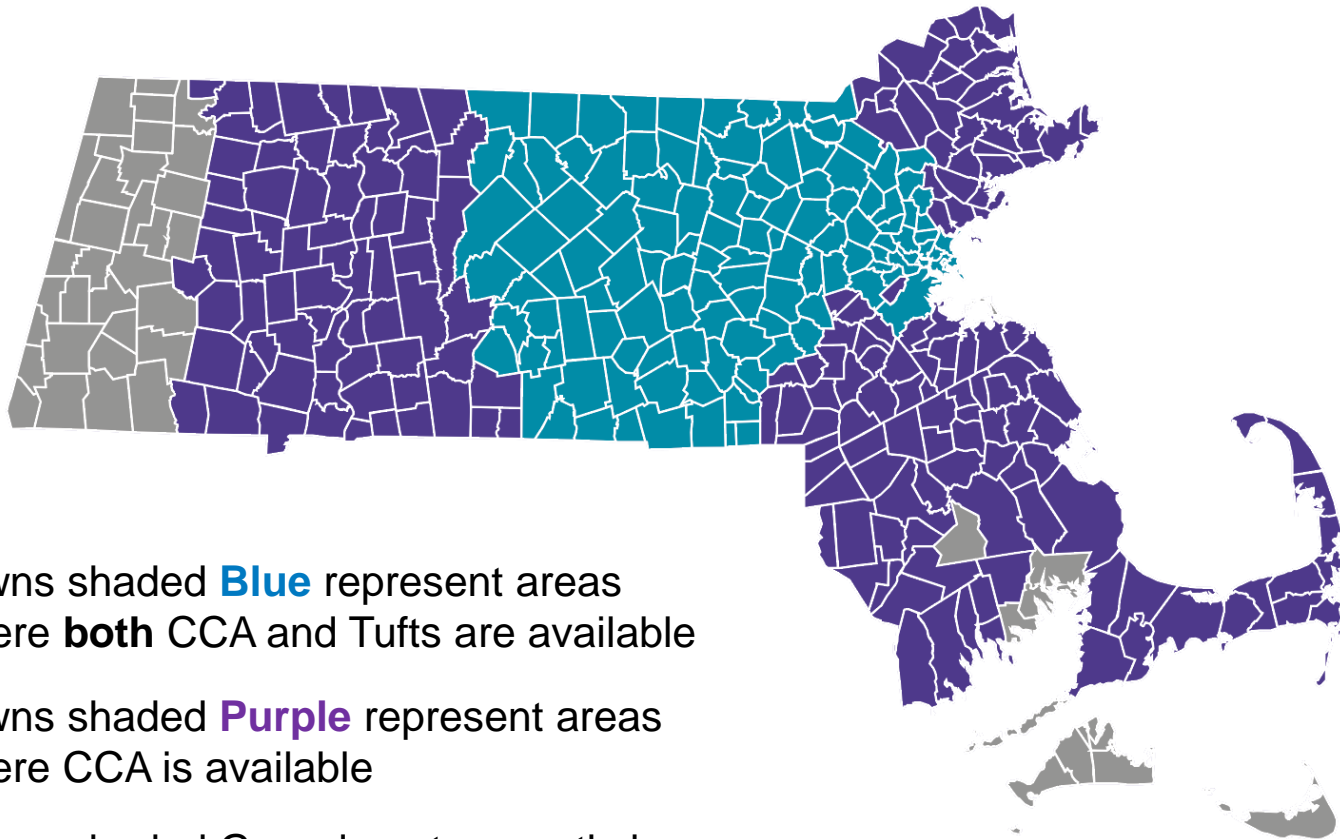 wns shaded Blue represent areas
ere both CCA and Tufts are available
wns shaded Purple represent areas
ere CCA is available